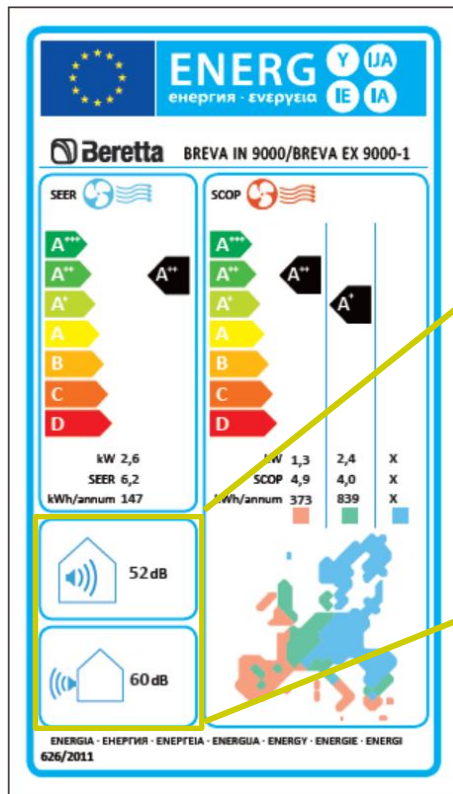 ENERG Y IJA
енергия · ενεργεια IE IA
Beretta BREVA IN 9000/BREVA EX 9000-1
SEER
A+++
A++ A++
A+
A
B
C
D
kW 2,6
SEER 6,2
kWh/annum 147
SCOP
A+++
A++ A++
A+ A+
A
B
C
D
kW 1,3 2,4 X
SCOP 4,9 4,0 X
kWh/annum 373 839 X
52dB
60dB
ENERGIA · ЕНЕРГИЯ · ΕΝΕΡΓΕΙΑ · ENERGIJA · ENERGY · ENERGIE · ENERGI
626/2011